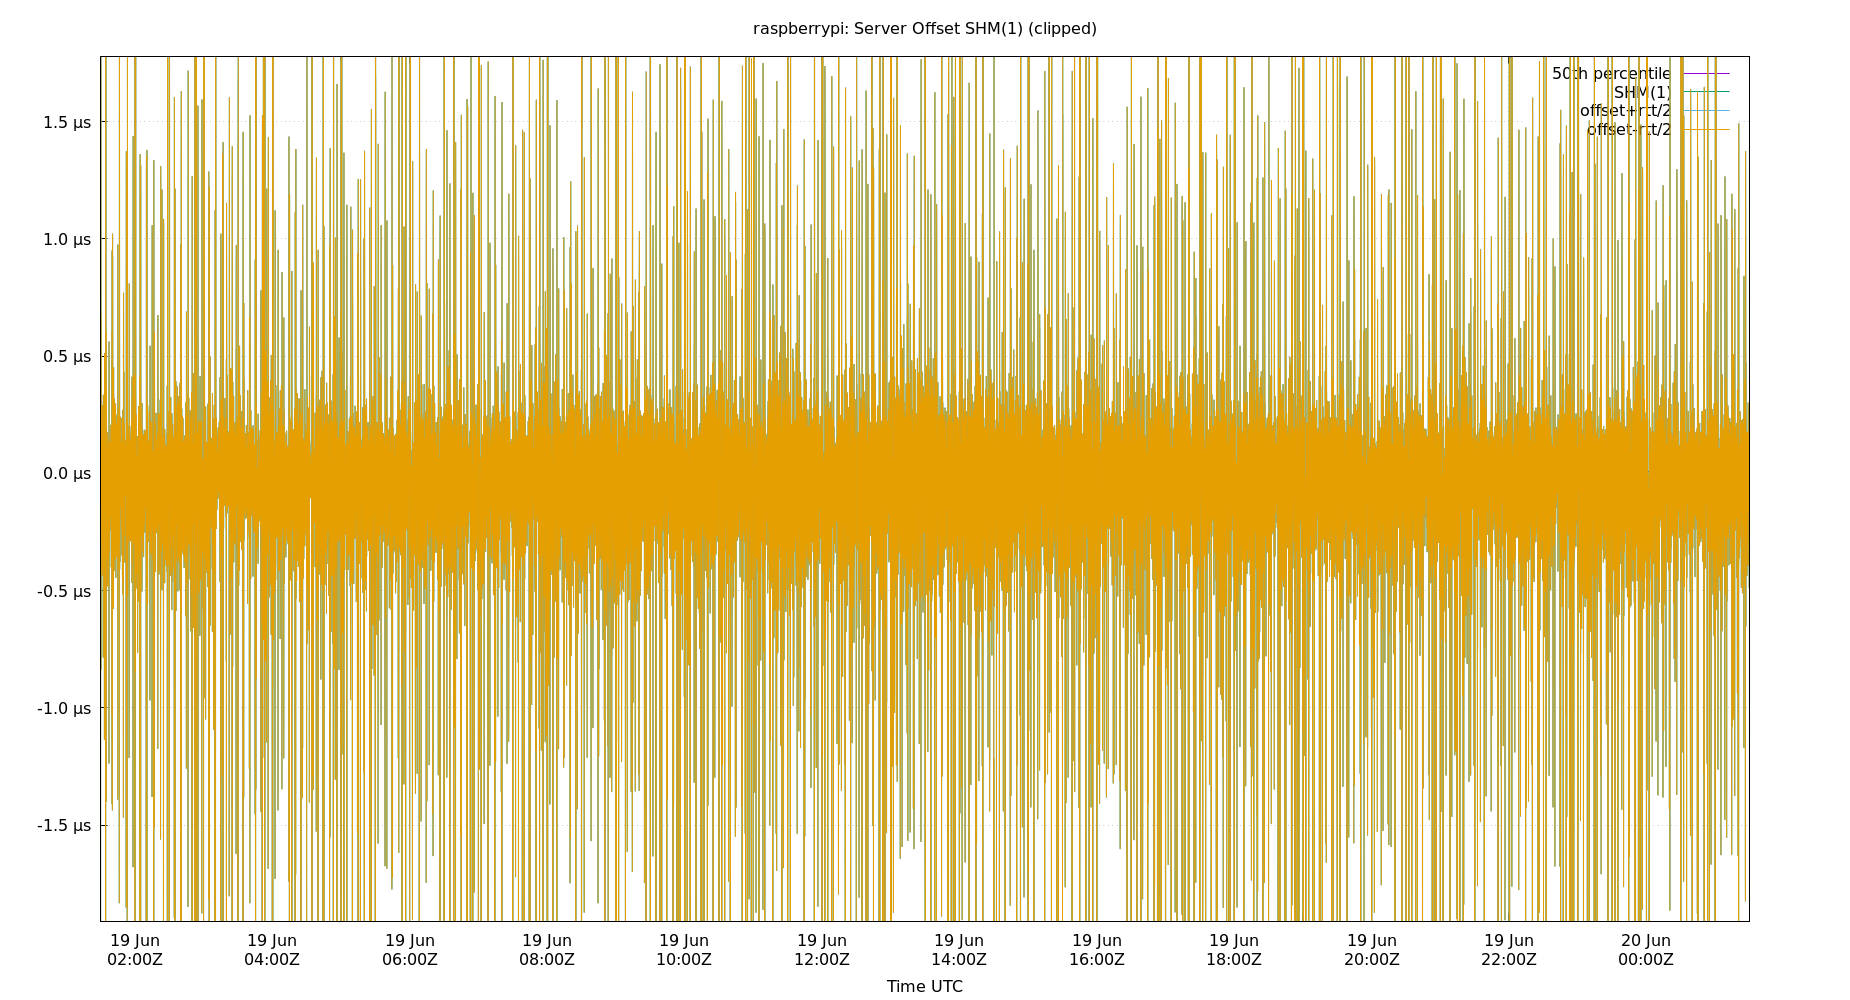 raspberrypi: Server Offset SHM(1) (clipped)
50th percentile
SHM(1)
offset+rtt/2
offset-rtt/2
1.5 µs
1.0 µs
0.5 µs
0.0 µs
-0.5 µs
-1.0 µs
-1.5 µs
19 Jun 19 Jun 19 Jun 19 Jun 19 Jun 19 Jun 19 Jun 19 Jun 19 Jun 19 Jun 19 Jun 20 Jun
02:00Z 04:00Z 06:00Z 08:00Z 10:00Z 12:00Z 14:00Z 16:00Z 18:00Z 20:00Z 22:00Z 00:00Z
Time UTC